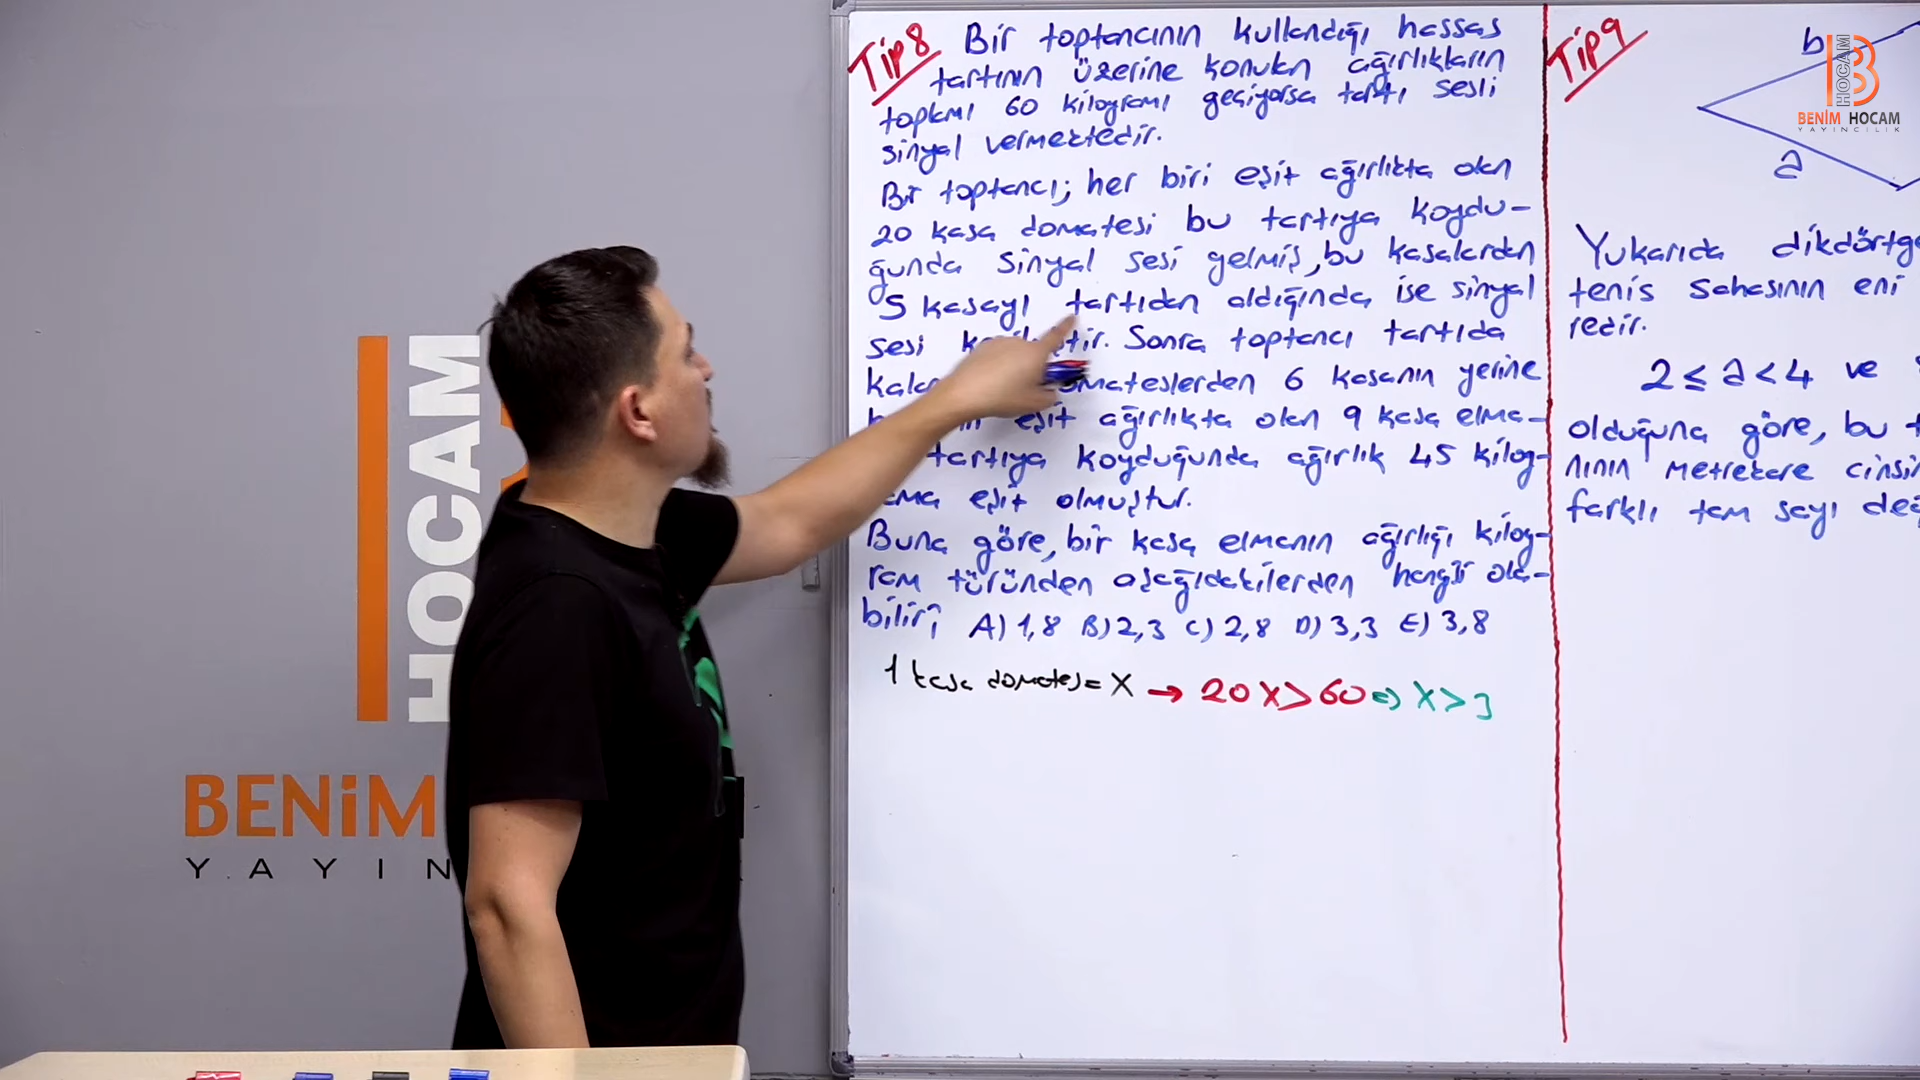 Tip8
Bir toptancının kullandığı hassas
tartının üzerine konulan ağırlıkların
toplamı 60 kilogramı geçiyorsa tartı sesli
sinyal vermektedir.
Bir toptancı; her biri eşit ağırlıkta olan
20 kasa domatesi bu tartıya koydu-
ğunda sinyal sesi gelmiş, bu kasalardan
5 kasayı tartıdan aldığında ise sinyal
sesi Sonra toptancı tartıda
6 kasanın yerine
eşit ağırlıkta olan 9 kasa elma-
tartıya koyduğunda ağırlık 45 kilog-
eşit olmuştur.
Buna göre, bir kasa elmanın ağırlığı kilog-
ram türünden aşağıdakilerden hangisi ola-
bilir?
A) 1,8 B) 2,3 C) 2,8 D) 3,3 E) 3,8
1 kasa domates = X → 20X > 60 ⇒ X > 3
Tip9
b
a
Yukarıda dikdörtge
tenis sahasının eni
redir.
2 ≤ a < 4 ve
olduğuna göre, bu t
nının metrekare cinsin
farklı tam sayı değ
HOCAM
B
BENİM HOCAM
YAYINCILIK
HOCAM
BENİM
YAYIN